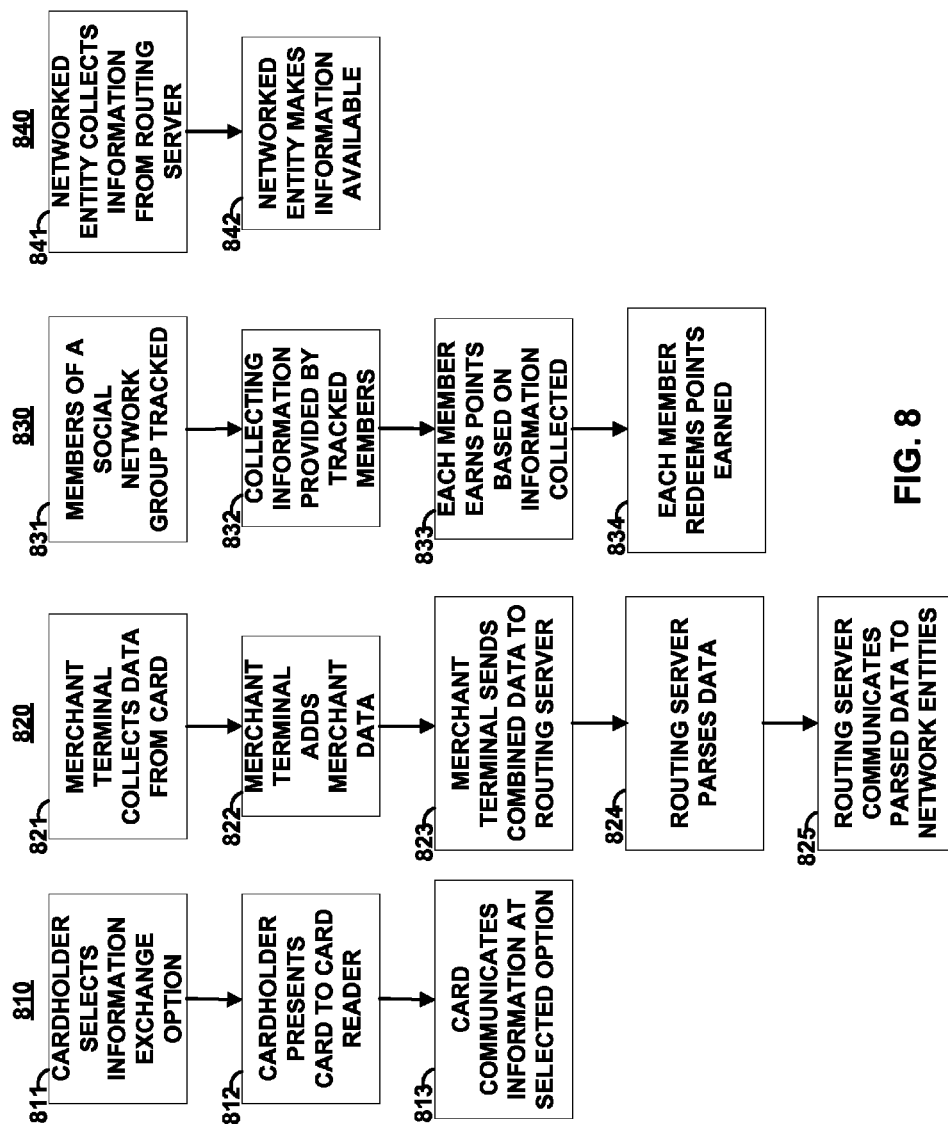 810
811
CARDHOLDER
SELECTS
INFORMATION
EXCHANGE
OPTION
812
CARDHOLDER
PRESENTS
CARD TO CARD
READER
813
CARD
COMMUNICATES
INFORMATION AT
SELECTED OPTION
820
821
MERCHANT
TERMINAL
COLLECTS DATA
FROM CARD
822
MERCHANT
TERMINAL
ADDS
MERCHANT
DATA
823
MERCHANT
TERMINAL SENDS
COMBINED DATA TO
ROUTING SERVER
824
ROUTING SERVER
PARSES DATA
825
ROUTING SERVER
COMMUNICATES
PARSED DATA TO
NETWORK ENTITIES
830
831
MEMBERS OF A
SOCIAL
NETWORK
GROUP TRACKED
832
COLLECTING
INFORMATION
PROVIDED BY
TRACKED
MEMBERS
833
EACH MEMBER
EARNS POINTS
BASED ON
INFORMATION
COLLECTED
834
EACH MEMBER
REDEEMS POINTS
EARNED
840
841
NETWORKED
ENTITY COLLECTS
INFORMATION
FROM ROUTING
SERVER
842
NETWORKED
ENTITY MAKES
INFORMATION
AVAILABLE
FIG. 8